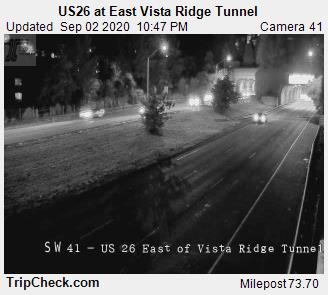 US26 at East Vista Ridge Tunnel
Updated Sep 02 2020 10:47 PM Camera 41
SW 41 - US 26 East of Vista Ridge Tunnel
TripCheck.com Milepost 73.70